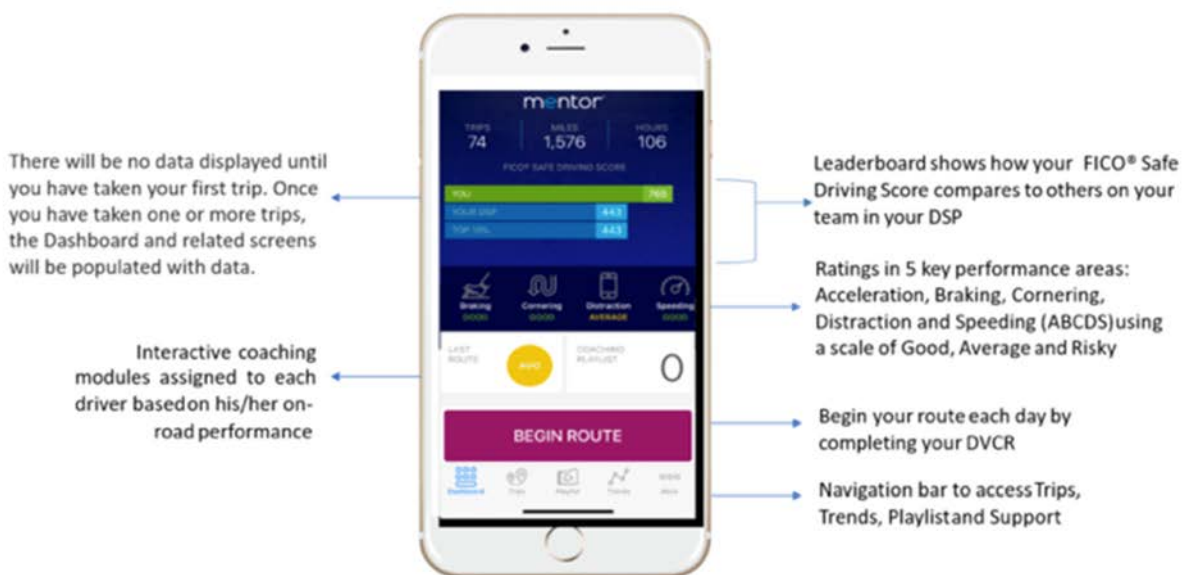 mentor
TRIPS
74
MILES
1,576
HOURS
106
FICO® SAFE DRIVING SCORE
YOU
765
YOUR DSP
443
TOP 10%
443
Braking
GOOD
Cornering
GOOD
Distraction
AVERAGE
Speeding
GOOD
LAST
ROUTE
AVG
COACHING
PLAYLIST
0
BEGIN ROUTE
Dashboard
Trips
Playlist
Trends
More
There will be no data displayed until
you have taken your first trip. Once
you have taken one or more trips,
the Dashboard and related screens
will be populated with data.
Interactive coaching
modules assigned to each
driver basedon his/her on-
road performance
Leaderboard shows how your FICO® Safe
Driving Score compares to others on your
team in your DSP
Ratings in 5 key performance areas:
Acceleration, Braking, Cornering,
Distraction and Speeding (ABCDS)using
a scale of Good, Average and Risky
Begin your route each day by
completing your DVCR
Navigation bar to accessTrips,
Trends, Playlistand Support